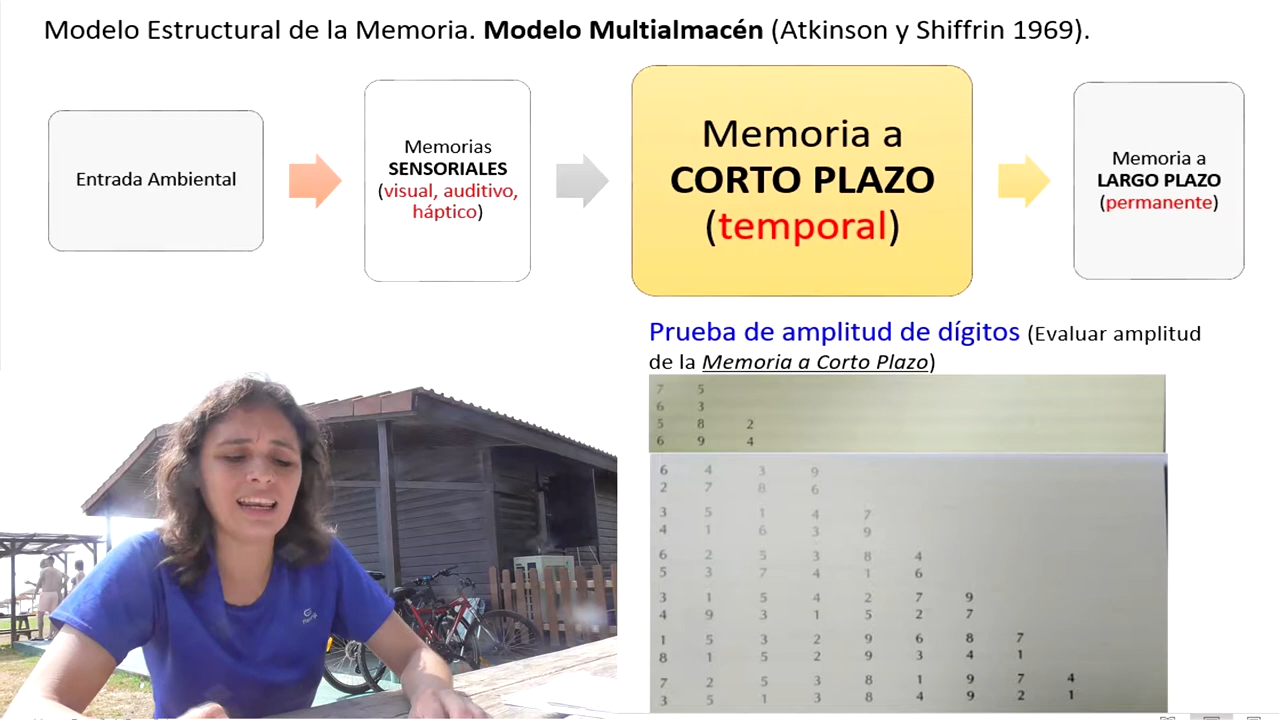 Modelo Estructural de la Memoria. Modelo Multialmacén (Atkinson y Shiffrin 1969).
Entrada Ambiental
Memorias
SENSORIALES
(visual, auditivo,
háptico)
Memoria a
CORTO PLAZO
(temporal)
Memoria a
LARGO PLAZO
(permanente)
Prueba de amplitud de dígitos (Evaluar amplitud
de la Memoria a Corto Plazo)
7 5
6 3
5 8 2
6 9 4
6 4 3 9
2 7 8 6
3 5 1 4 7
4 1 6 3 9
6 2 5 3 8 4
5 3 7 4 1 6
3 1 5 4 2 7 9
4 9 3 1 5 2 7
1 5 3 2 9 6 8 7
8 1 5 2 9 3 4 1
7 2 5 3 8 1 9 7 4
3 5 1 3 8 4 9 2 1